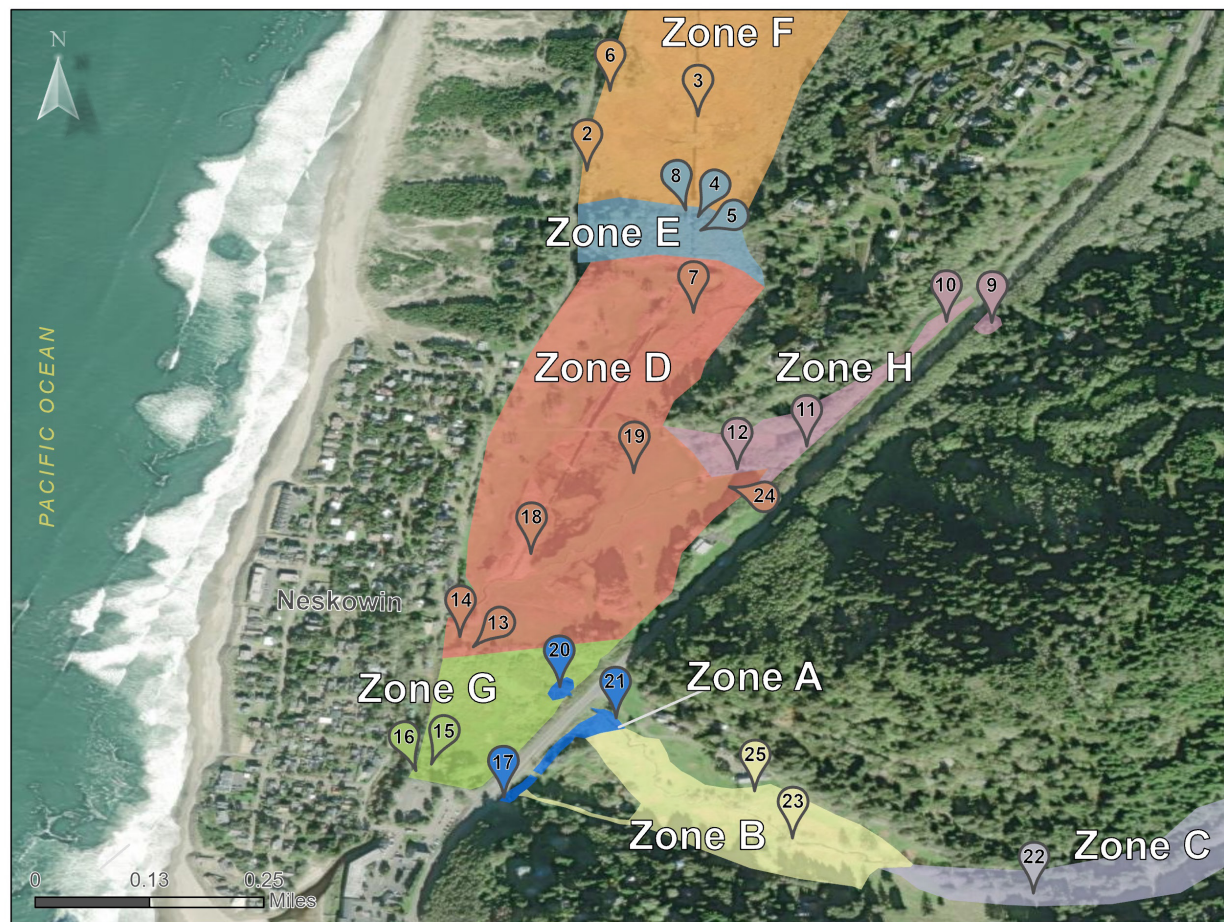 Zone F
N
6
3
2
8
4
5
Zone E
7
10
9
Zone D
Zone H
11
19
12
24
18
PACIFIC OCEAN
Neskowin
14
13
20
21
Zone A
Zone G
16
15
17
25
23
Zone B
Zone C
22
0 0.13 0.25
Miles